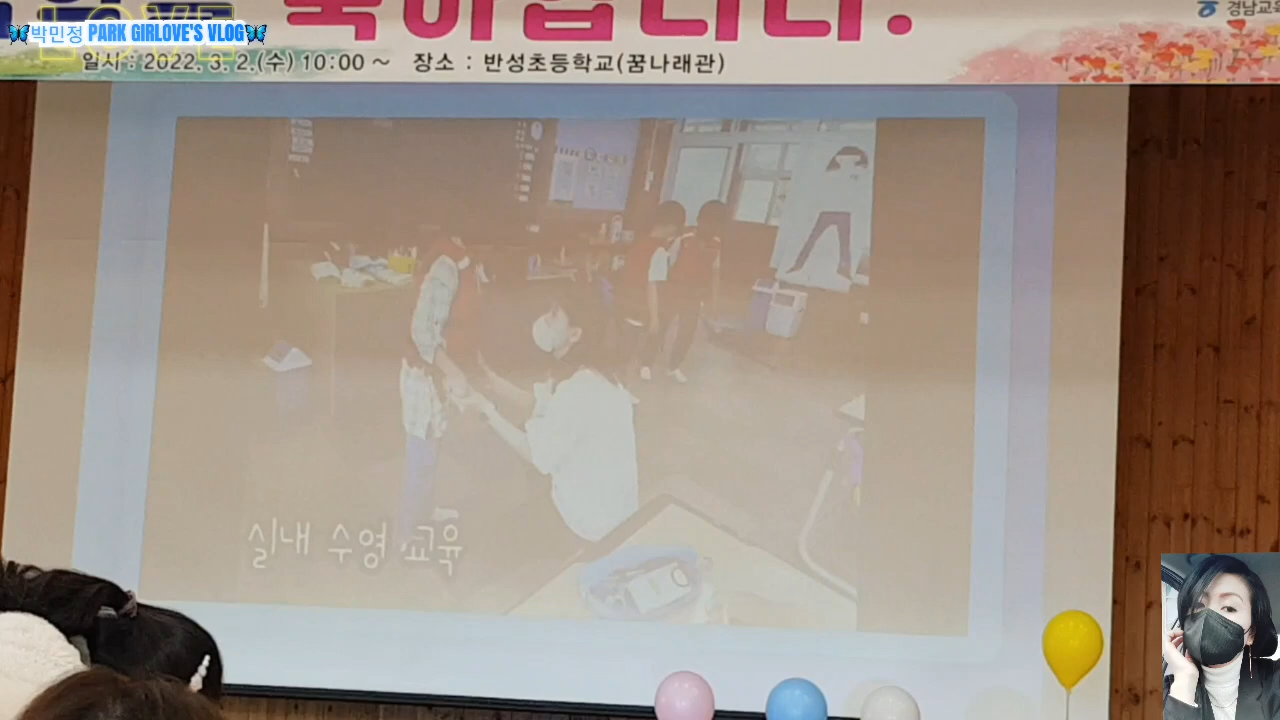 축하합니다.
경남교육
🦋박민정 PARK GIRLOVE'S VLOG🦋
LOVE
일시 : 2022. 3. 2.(수) 10:00 ~ 장소 : 반성초등학교(꿈나래관)
실내 수영 교육